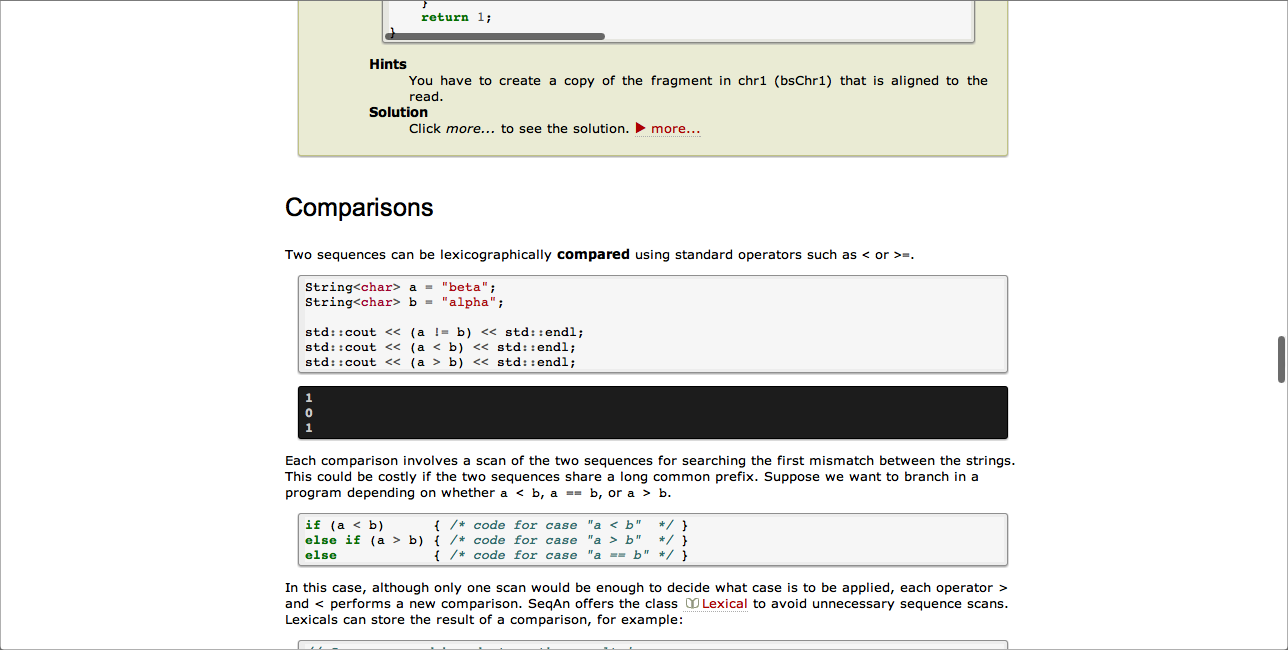 }
return 1;
}
Hints
You have to create a copy of the fragment in chr1 (bsChr1) that is aligned to the
read.
Solution
Click more... to see the solution. ▶ more...
Comparisons
Two sequences can be lexicographically compared using standard operators such as < or >=.
String<char> a = "beta";
String<char> b = "alpha";
std::cout << (a != b) << std::endl;
std::cout << (a < b) << std::endl;
std::cout << (a > b) << std::endl;
1
0
1
Each comparison involves a scan of the two sequences for searching the first mismatch between the strings.
This could be costly if the two sequences share a long common prefix. Suppose we want to branch in a
program depending on whether a < b, a == b, or a > b.
if (a < b)      { /* code for case "a < b"  */ }
else if (a > b) { /* code for case "a > b"  */ }
else            { /* code for case "a == b" */ }
In this case, although only one scan would be enough to decide what case is to be applied, each operator >
and < performs a new comparison. SeqAn offers the class Lexical to avoid unnecessary sequence scans.
Lexicals can store the result of a comparison, for example: